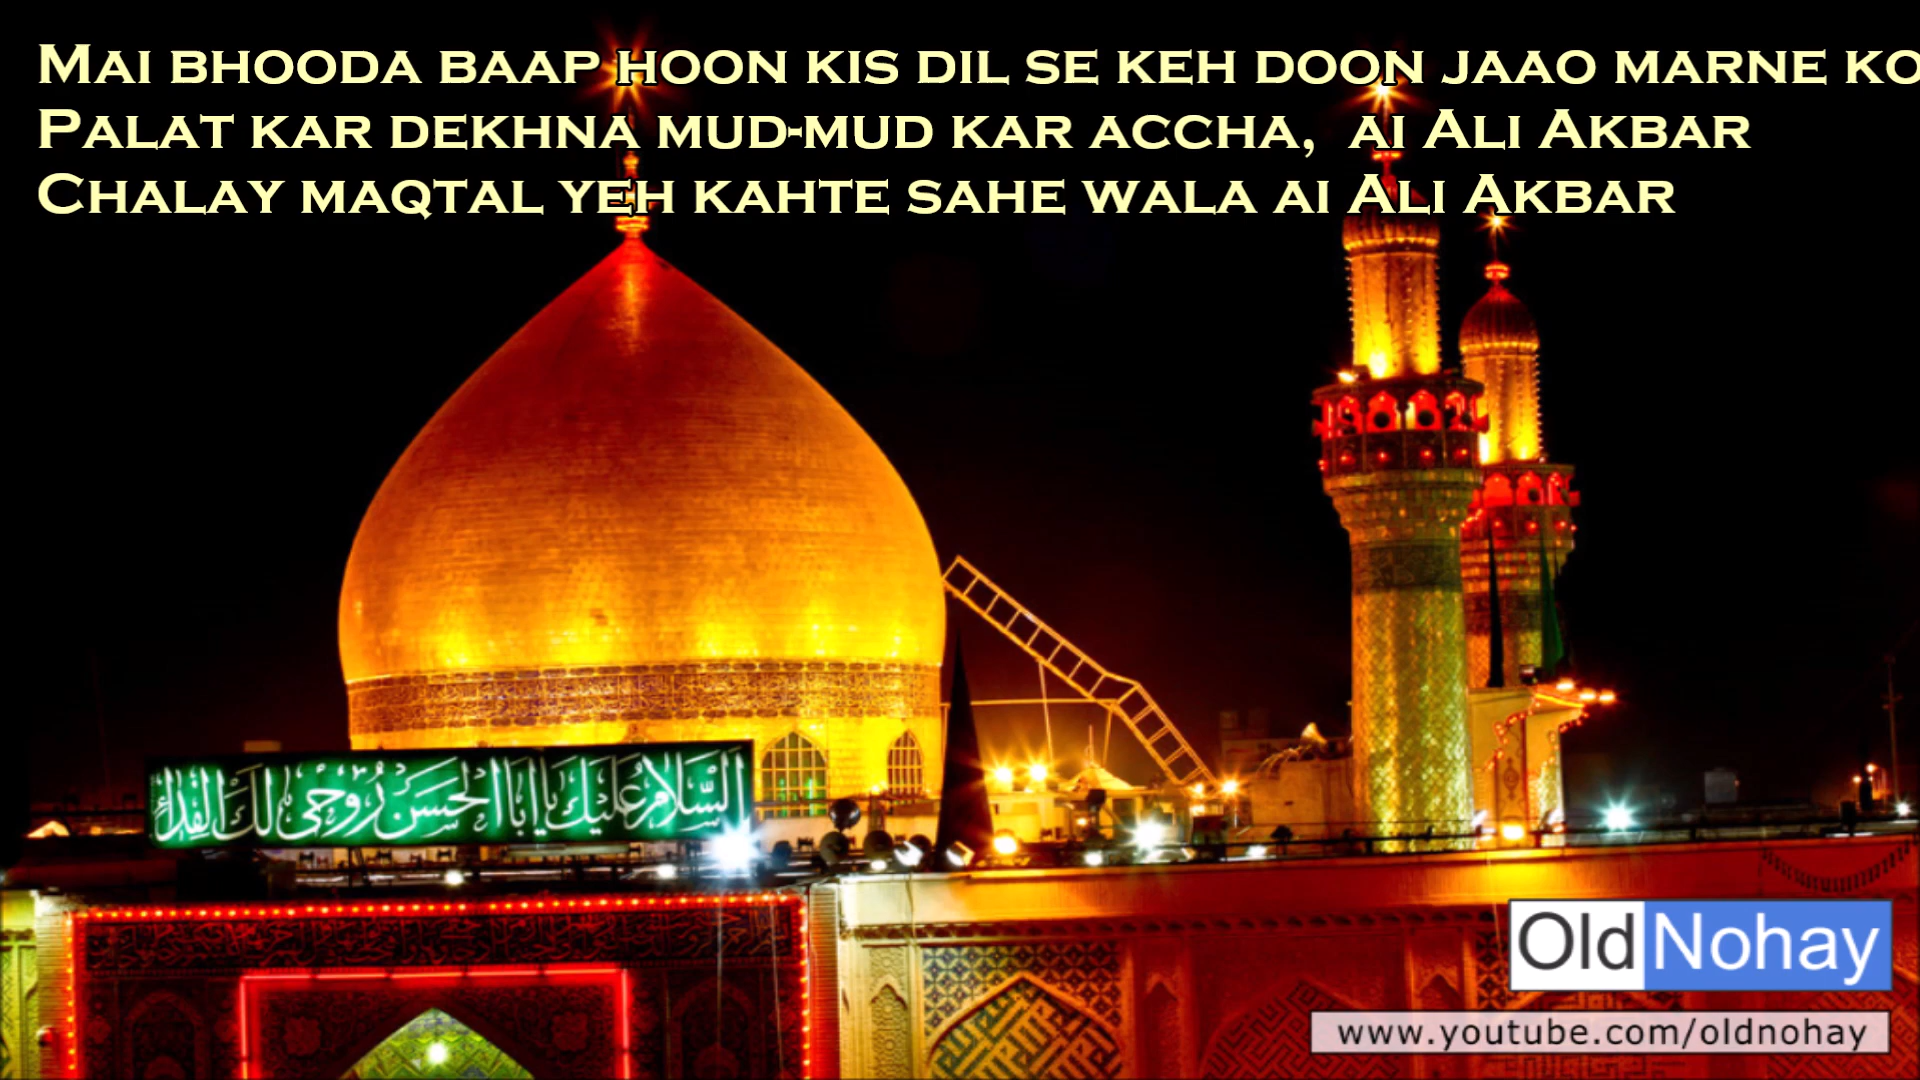 Mai bhooda baap hoon kis dil se keh doon jaao marne ko
Palat kar dekhna mud-mud kar accha, ai Ali Akbar
Chalay maqtal yeh kahte sahe wala ai Ali Akbar
السلام عليك يا ابا الحسن روحي لك الفداء
OldNohay
www.youtube.com/oldnohay